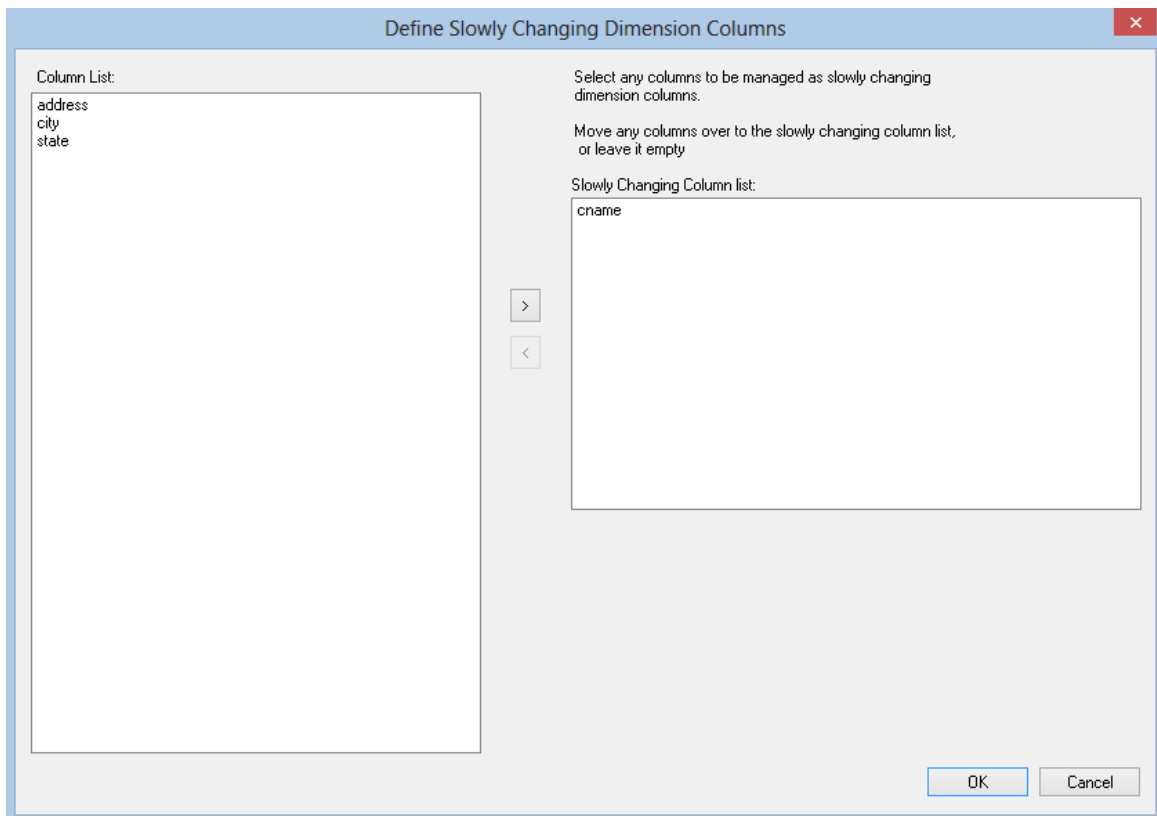 Define Slowly Changing Dimension Columns
×
Column List:
address
city
state
Select any columns to be managed as slowly changing
dimension columns.
Move any columns over to the slowly changing column list,
or leave it empty
Slowly Changing Column list:
cname
>
<
OK
Cancel